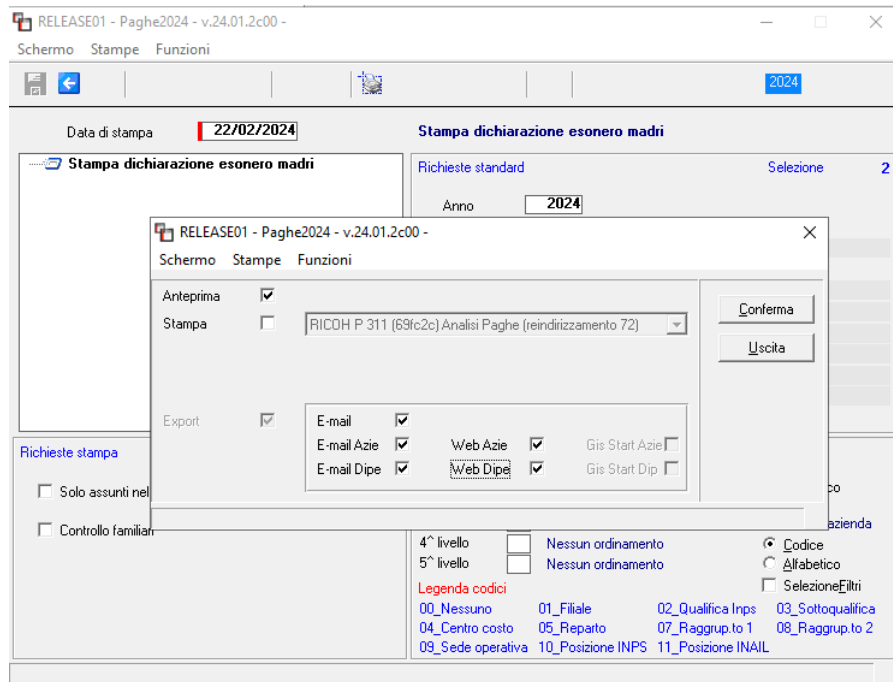 RELEASE01 - Paghe2024 - v.24.01.2c00 -
Schermo Stampe Funzioni
2024
Data di stampa 22/02/2024 Stampa dichiarazione esonero madri
Stampa dichiarazione esonero madri
Richieste standard Selezione 2
Anno 2024
RELEASE01 - Paghe2024 - v.24.01.2c00 -
Schermo Stampe Funzioni
Anteprima
Stampa RICOH P 311 (69fc2c) Analisi Paghe (reindirizzamento 72)
Conferma
Uscita
Export E-mail
E-mail Azie Web Azie Gis Start Azie
E-mail Dipe Web Dipe Gis Start Dip
Richieste stampa
Solo assunti nel
co
Controllo familiari
azienda
4^ livello Nessun ordinamento Codice
5^ livello Nessun ordinamento Alfabetico
Legenda codici SelezioneFiltri
00_Nessuno 01_Filiale 02_Qualifica Inps 03_Sottoqualifica
04_Centro costo 05_Reparto 07_Raggrup.to 1 08_Raggrup.to 2
09_Sede operativa 10_Posizione INPS 11_Posizione INAIL